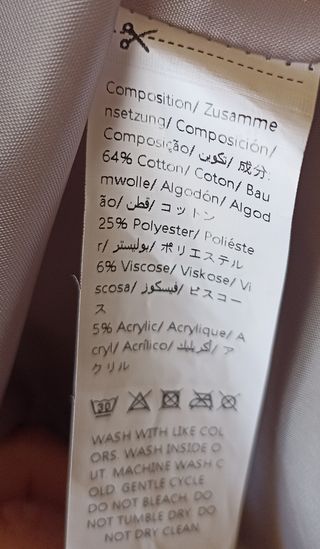 Composition/ Zusamme
nsetzung/ Composición/
Composição/ تكوين/ 成分:
64% Cotton/ Coton/ Bau
mwolle/ Algodón/ Algod
ão/ قطن/ コットン
25% Polyester/ Poliéste
r/ بوليستر/ ポリエステル
6% Viscose/ Viskose/ Vi
scosa/ فيسكوز/ ビスコー
ス
5% Acrylic/ Acrylique/ A
cryl/ Acrílico/ أكريليك/ ア
クリル
30
WASH WITH LIKE COL
ORS. WASH INSIDE O
UT. MACHINE WASH C
OLD. GENTLE CYCLE
DO NOT BLEACH. DO
NOT TUMBLE DRY. DO
NOT DRY CLEAN.